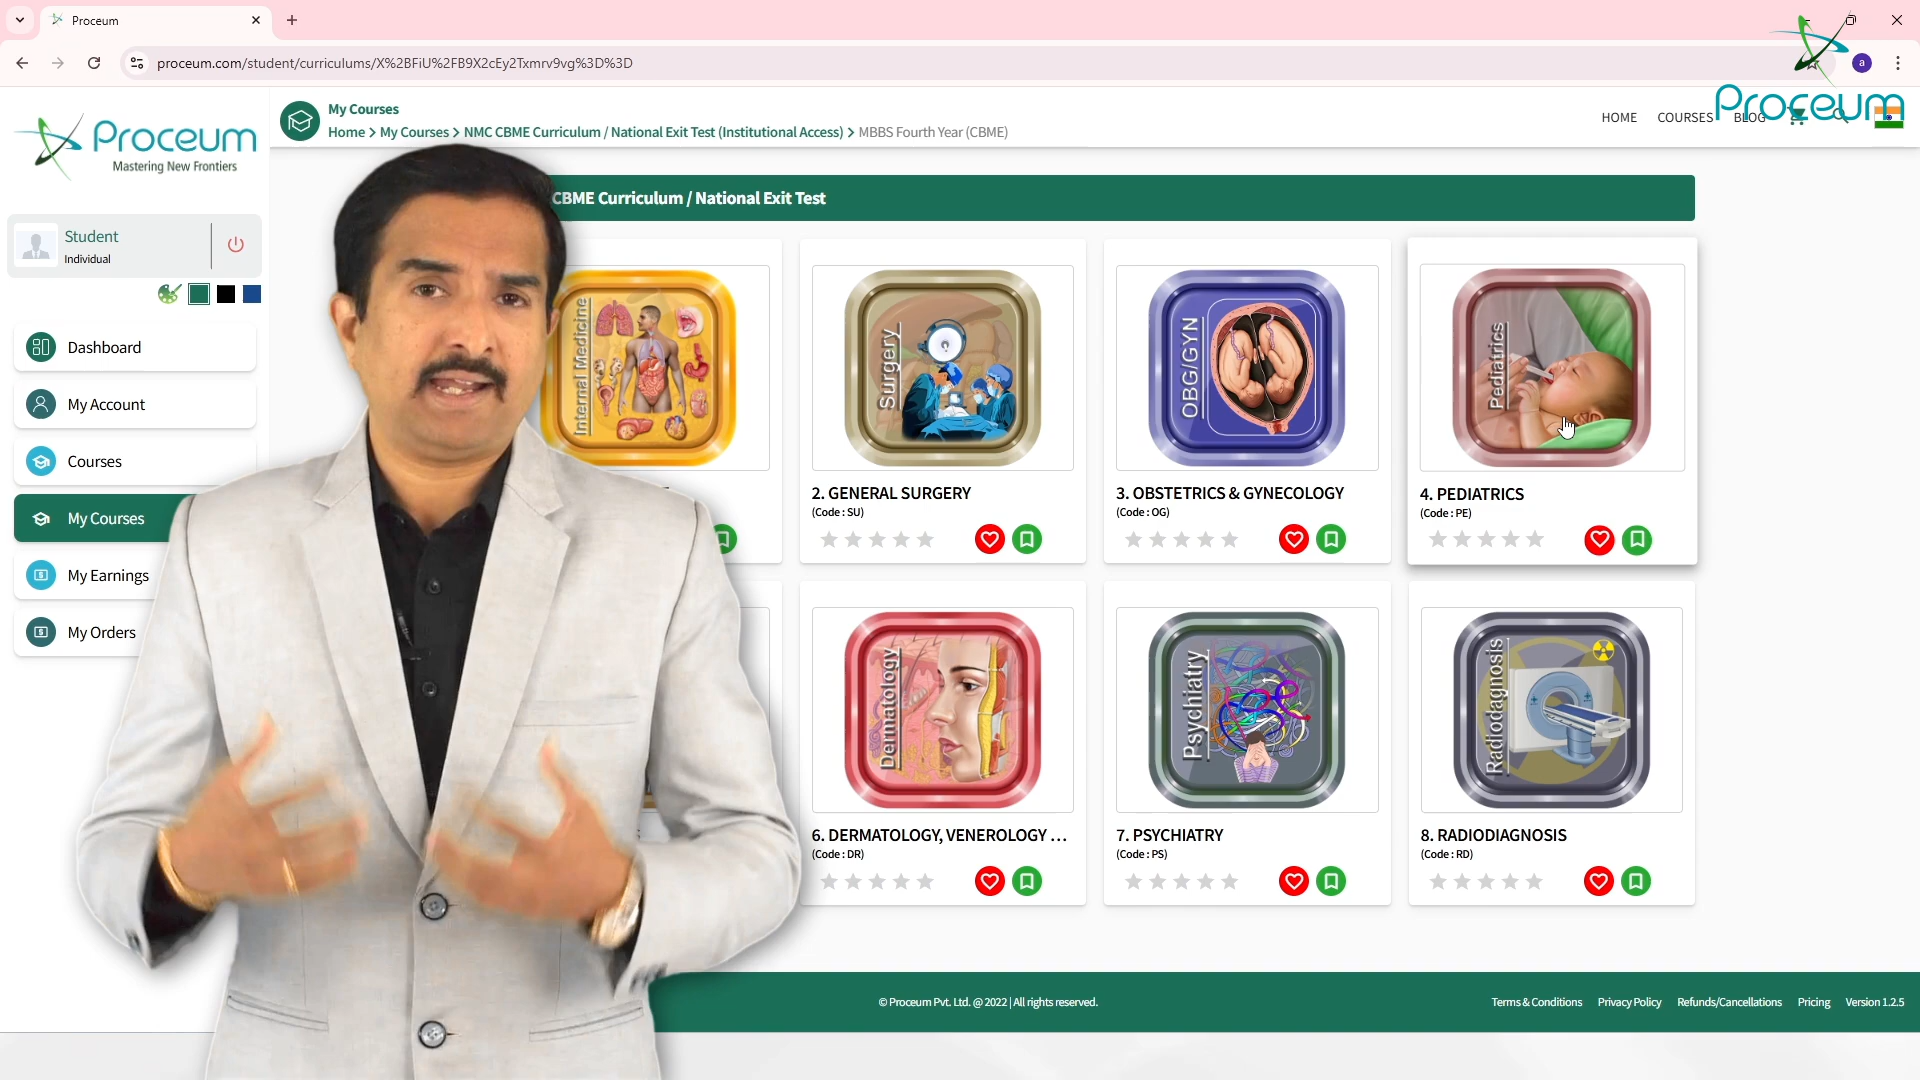 Proceum
proceum.com/student/curriculums/X%2BFiU%2FB9X2cEy2Txmrv9vg%3D%3D
a
Proceum
Proceum
Mastering New Frontiers
My Courses
Home > My Courses > NMC CBME Curriculum / National Exit Test (Institutional Access) > MBBS Fourth Year (CBME)
HOME
COURSES
BLOG
Student
Individual
Dashboard
My Account
Courses
My Courses
My Earnings
My Orders
CBME Curriculum / National Exit Test
Internal Medicine
Surgery
OBG/GYN
Pediatrics
2. GENERAL SURGERY
(Code : SU)
3. OBSTETRICS & GYNECOLOGY
(Code : OG)
4. PEDIATRICS
(Code : PE)
Dermatology
Psychiatry
Radiodagnosis
6. DERMATOLOGY, VENEROLOGY ...
(Code : DR)
7. PSYCHIATRY
(Code : PS)
8. RADIODIAGNOSIS
(Code : RD)
© Proceum Pvt. Ltd. @ 2022 | All rights reserved.
Terms & Conditions
Privacy Policy
Refunds/Cancellations
Pricing
Version 1.2.5